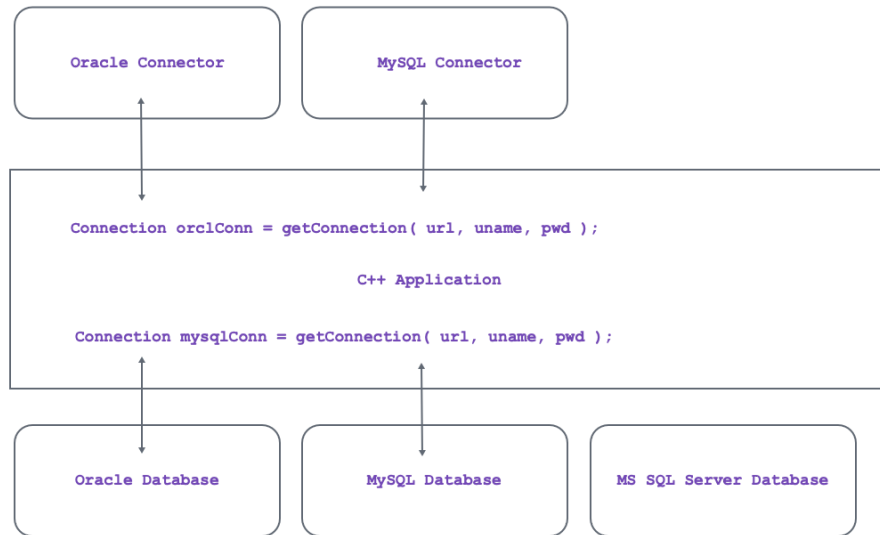 Oracle Connector
MySQL Connector
Connection orclConn = getConnection( url, uname, pwd );
C++ Application
Connection mysqlConn = getConnection( url, uname, pwd );
Oracle Database
MySQL Database
MS SQL Server Database